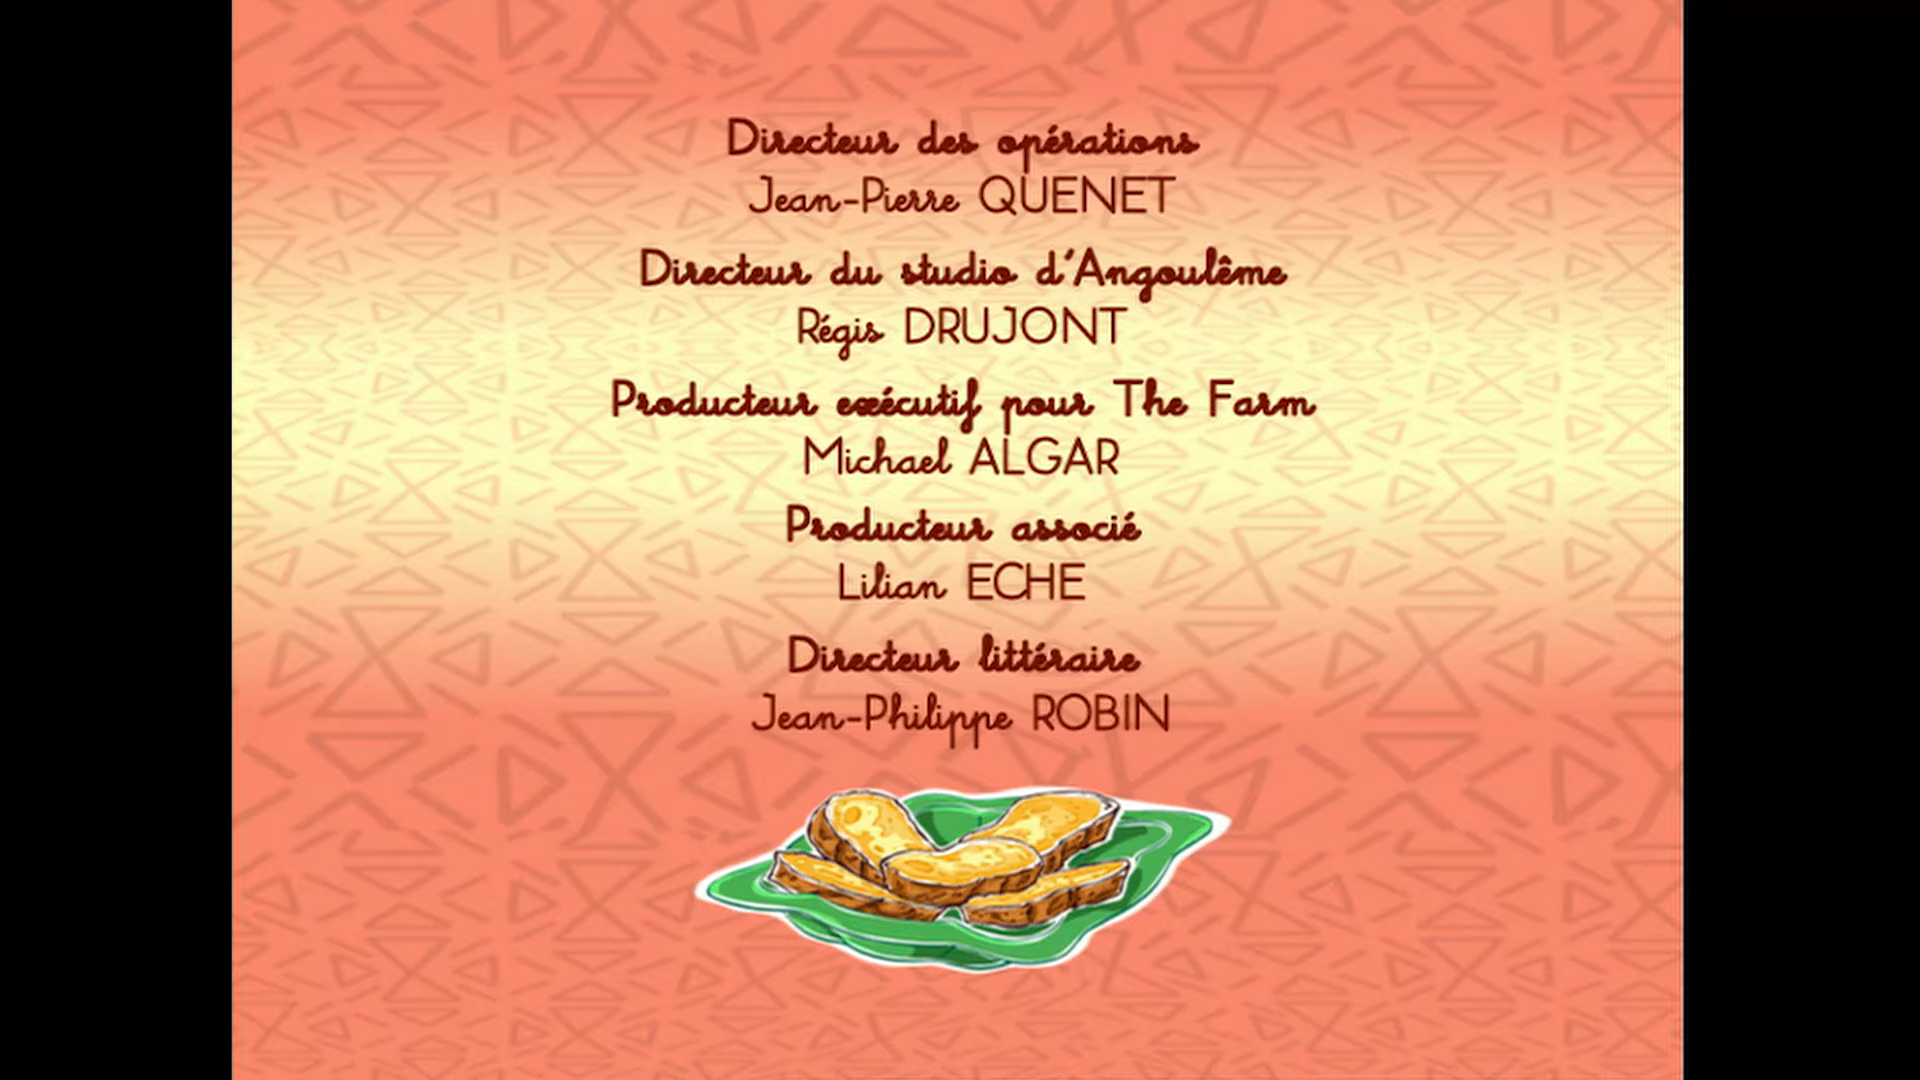 Directeur des opérations
Jean-Pierre QUENET
Directeur du studio d'Angoulême
Régis DRUJONT
Producteur exécutif pour The Farm
Michael ALGAR
Producteur associé
Lilian ECHE
Directeur littéraire
Jean-Philippe ROBIN